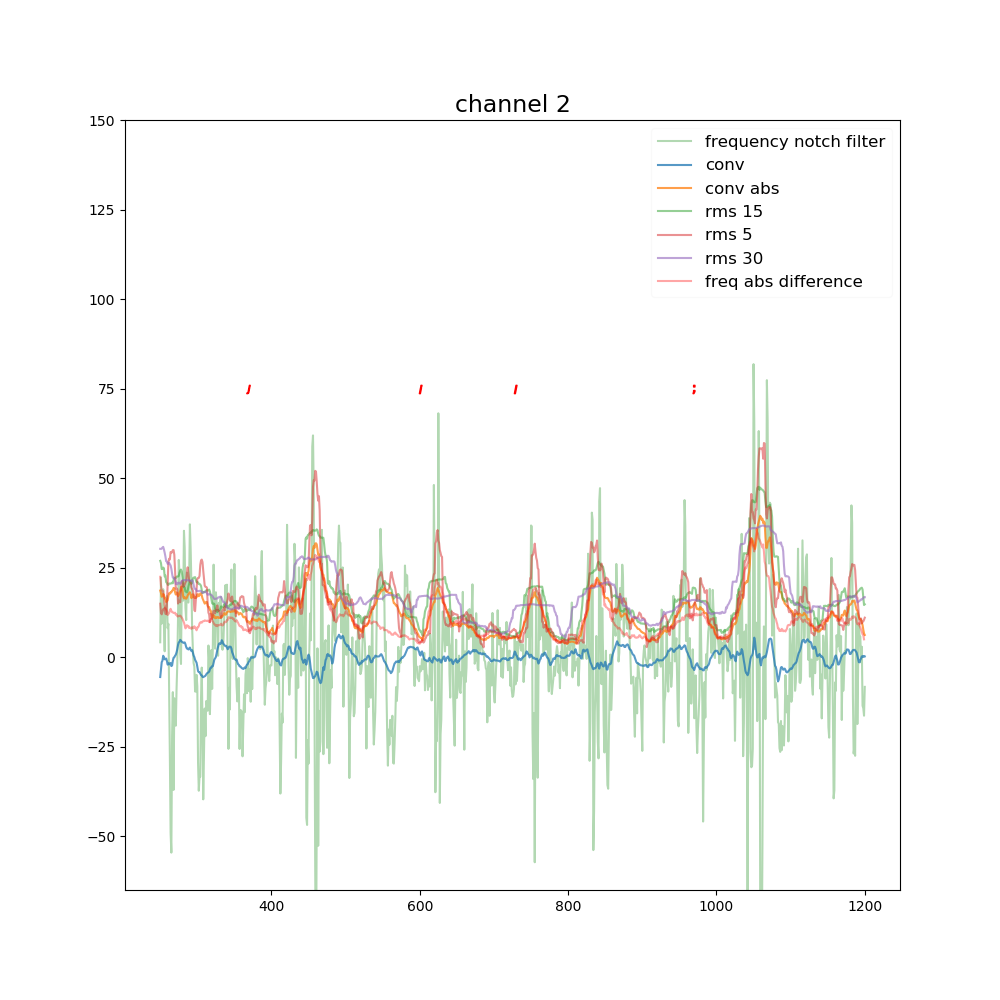 channel 2
150
125
100
75
50
25
0
−25
−50
400
600
800
1000
1200
frequency notch filter
conv
conv abs
rms 15
rms 5
rms 30
freq abs difference
j
i
j
;